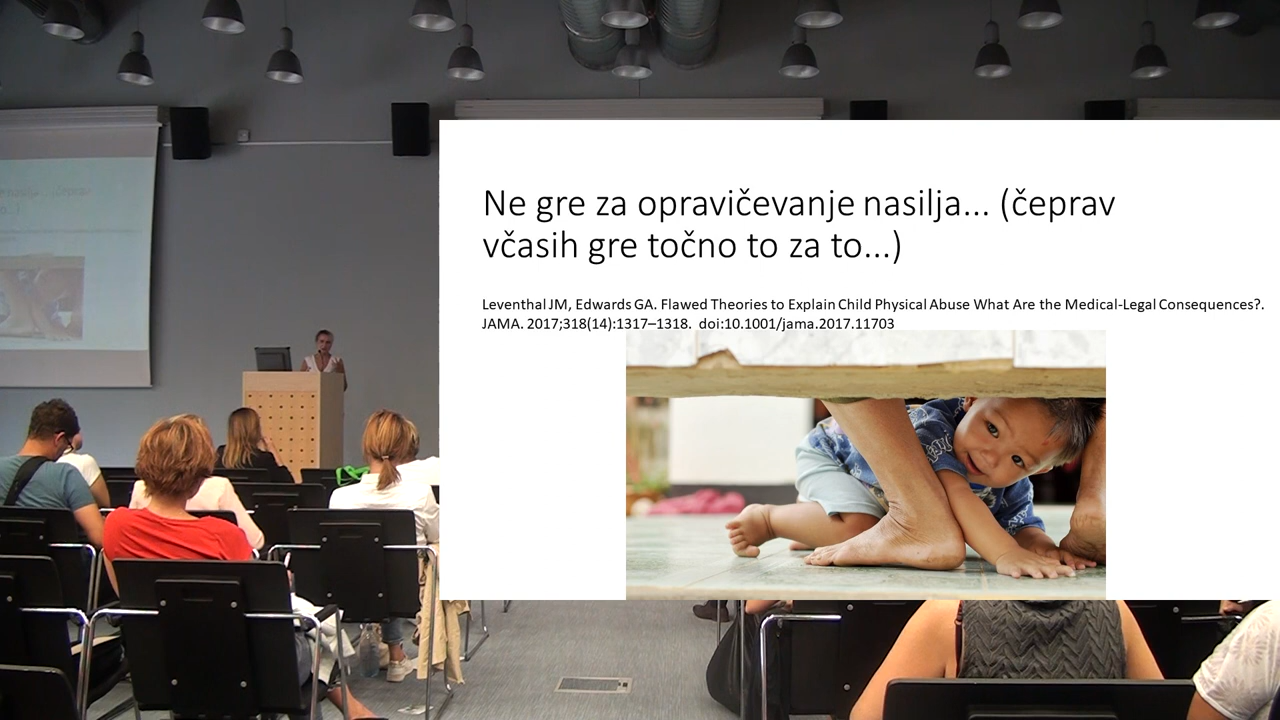 Ne gre za opravičevanje nasilja... (čeprav
včasih gre točno to za to...)
Leventhal JM, Edwards GA. Flawed Theories to Explain Child Physical Abuse What Are the Medical-Legal Consequences?.
JAMA. 2017;318(14):1317–1318. doi:10.1001/jama.2017.11703